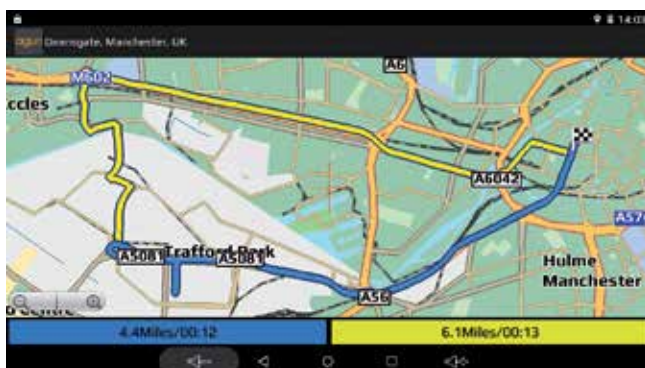 14:03
Deansgate, Manchester, UK
M602
A6
ccles
A6042
A576
A5081
Trafford Park
A5081
Hulme
A56
Manchester
4.4Miles/00:12
6.1Miles/00:13